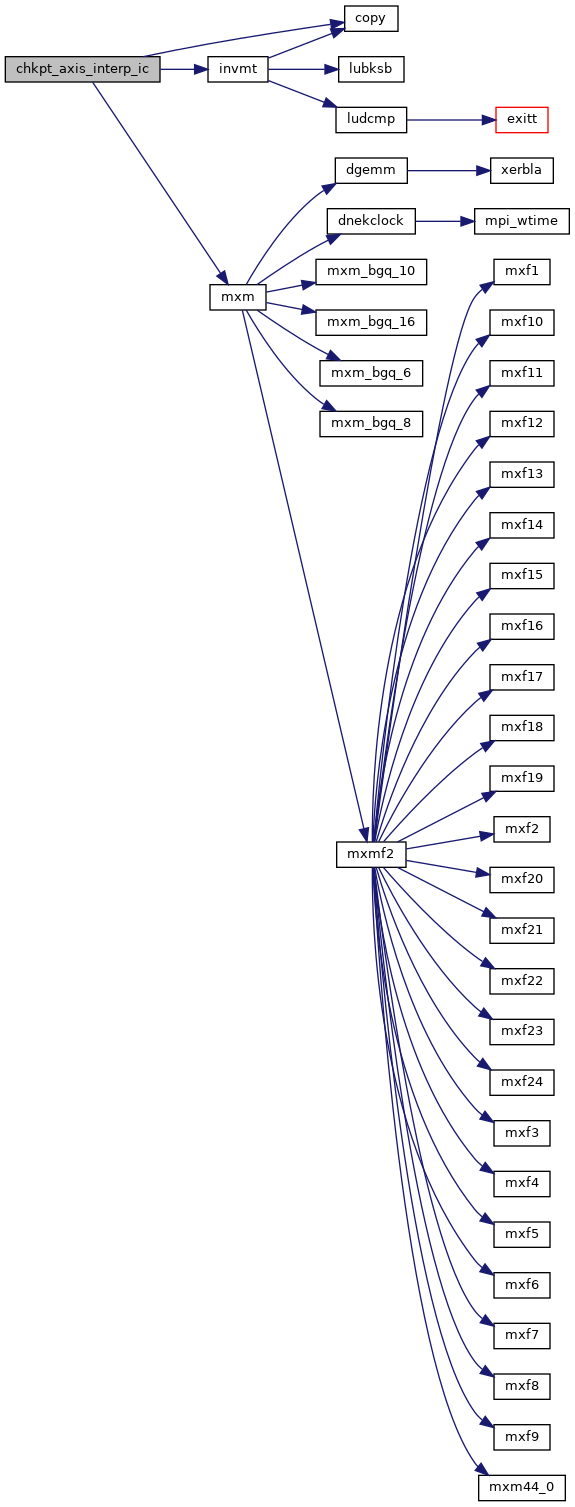 copy
chkpt_axis_interp_ic
invmt
lubksb
ludcmp
exitt
dgemm
xerbla
dnekclock
mpi_wtime
mxm_bgq_10
mxf1
mxm
mxm_bgq_16
mxf10
mxm_bgq_6
mxf11
mxm_bgq_8
mxf12
mxf13
mxf14
mxf15
mxf16
mxf17
mxf18
mxf19
mxf2
mxmf2
mxf20
mxf21
mxf22
mxf23
mxf24
mxf3
mxf4
mxf5
mxf6
mxf7
mxf8
mxf9
mxm44_0